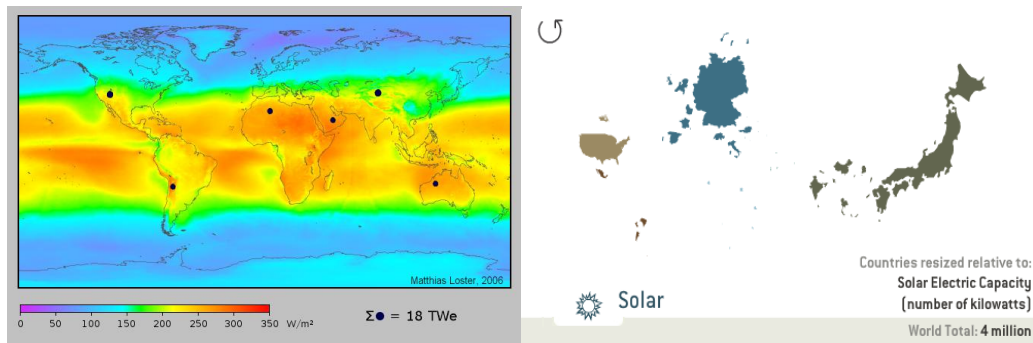 Matthias Loster, 2006
0 50 100 150 200 250 300 350 W/m²
Σ● = 18 TWe
Solar
Countries resized relative to:
Solar Electric Capacity
(number of kilowatts)
World Total: 4 million